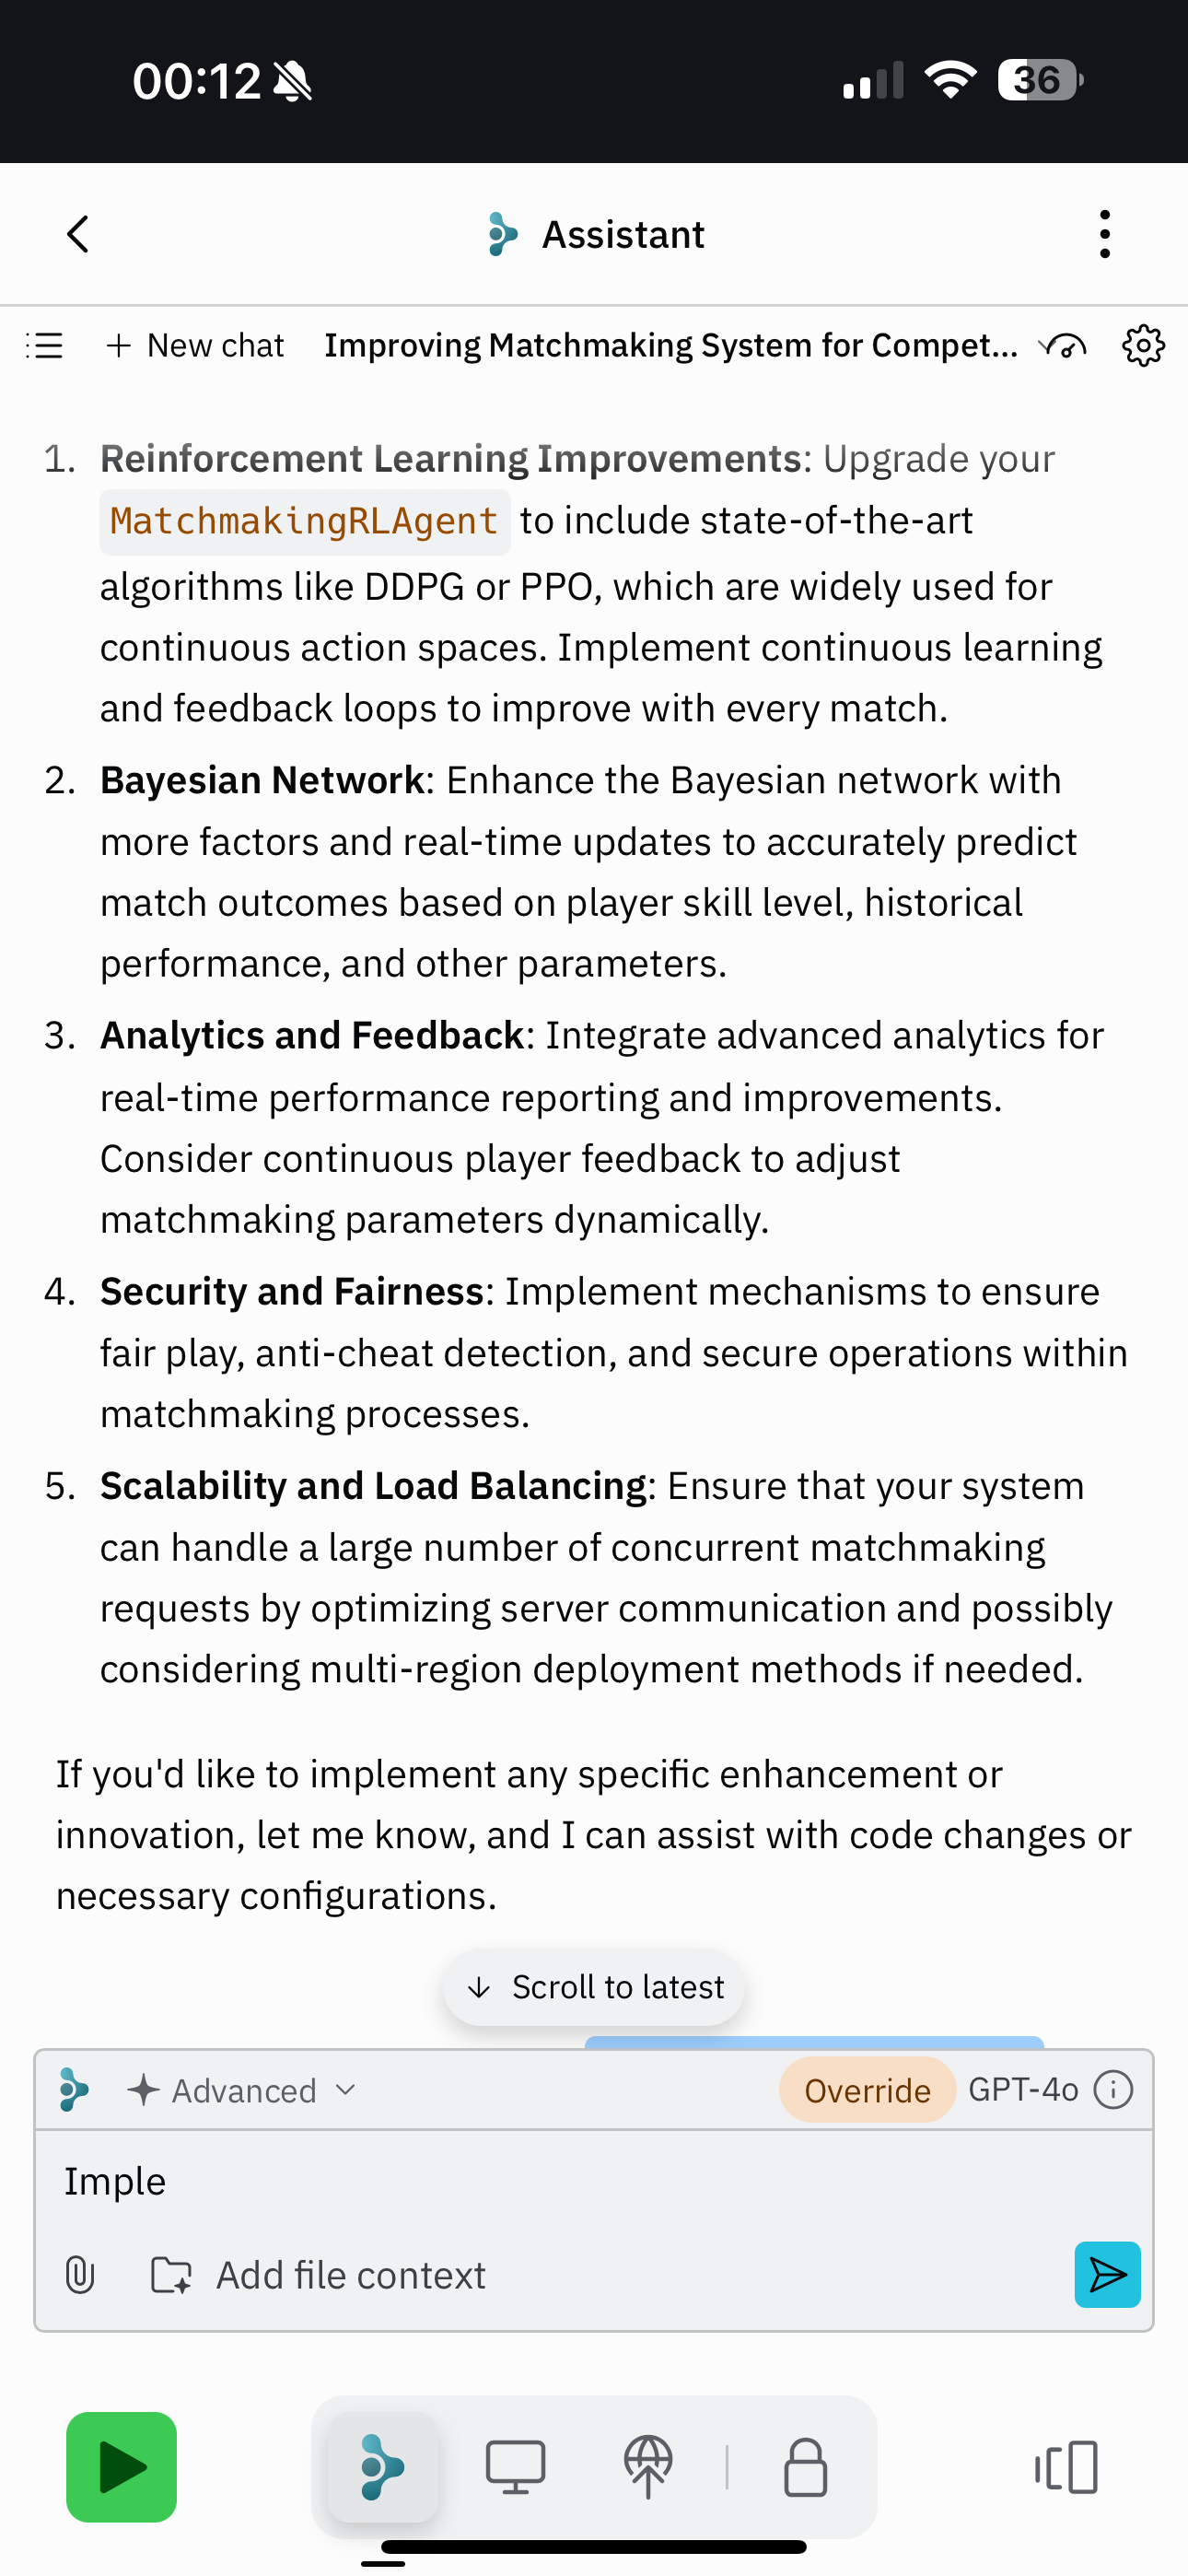 00:12
36
Assistant
New chat Improving Matchmaking System for Compet...
1. Reinforcement Learning Improvements: Upgrade your
MatchmakingRLAgent to include state-of-the-art
algorithms like DDPG or PPO, which are widely used for
continuous action spaces. Implement continuous learning
and feedback loops to improve with every match.
2. Bayesian Network: Enhance the Bayesian network with
more factors and real-time updates to accurately predict
match outcomes based on player skill level, historical
performance, and other parameters.
3. Analytics and Feedback: Integrate advanced analytics for
real-time performance reporting and improvements.
Consider continuous player feedback to adjust
matchmaking parameters dynamically.
4. Security and Fairness: Implement mechanisms to ensure
fair play, anti-cheat detection, and secure operations within
matchmaking processes.
5. Scalability and Load Balancing: Ensure that your system
can handle a large number of concurrent matchmaking
requests by optimizing server communication and possibly
considering multi-region deployment methods if needed.
If you'd like to implement any specific enhancement or
innovation, let me know, and I can assist with code changes or
necessary configurations.
Scroll to latest
Advanced Override GPT-4o
Imple
Add file context